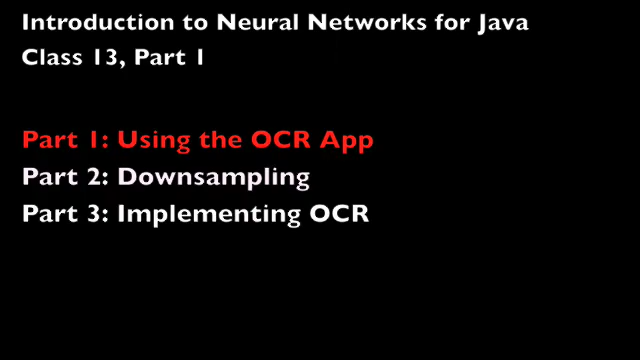 Introduction to Neural Networks for Java
Class 13, Part 1
Part 1: Using the OCR App
Part 2: Downsampling
Part 3: Implementing OCR